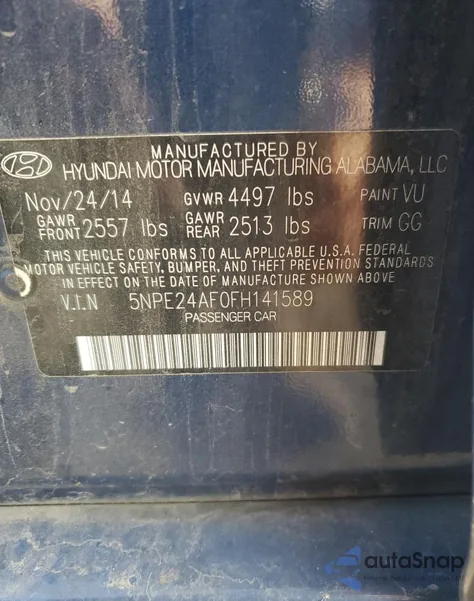 MANUFACTURED BY
HYUNDAI MOTOR MANUFACTURING ALABAMA, LLC
Nov/24/14 GVWR 4497 lbs PAINT VU
GAWR FRONT 2557 lbs GAWR REAR 2513 lbs TRIM GG
THIS VEHICLE CONFORMS TO ALL APPLICABLE U.S.A. FEDERAL
MOTOR VEHICLE SAFETY, BUMPER, AND THEFT PREVENTION STANDARDS
IN EFFECT ON THE DATE OF MANUFACTURE SHOWN ABOVE
V.I.N 5NPE24AF0FH141589
PASSENGER CAR
autoSnap